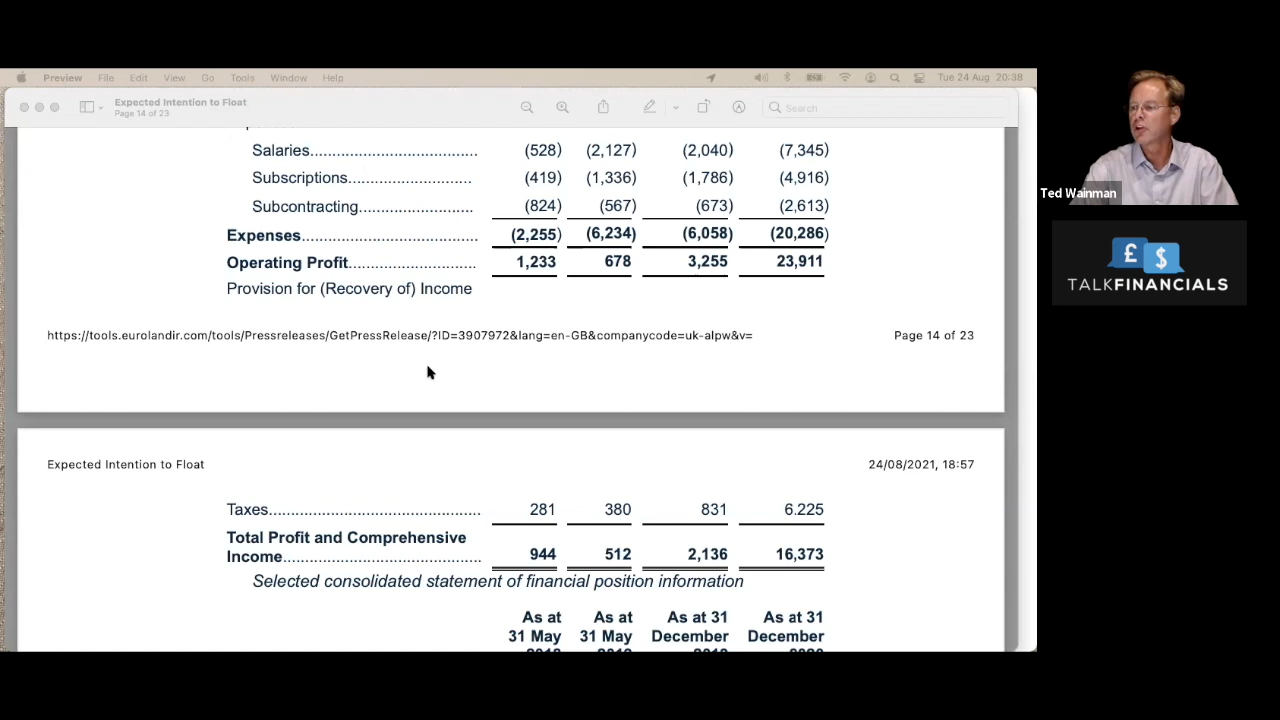 Preview File Edit View Go Tools Window Help Tue 24 Aug 20:38
Expected Intention to Float
Page 14 of 23
Search
Salaries..................................... (528) (2,127) (2,040) (7,345)
Subscriptions............................ (419) (1,336) (1,786) (4,916)
Subcontracting.......................... (824) (567) (673) (2,613)
Expenses........................................ (2,255) (6,234) (6,058) (20,286)
Operating Profit............................. 1,233 678 3,255 23,911
Provision for (Recovery of) Income
https://tools.eurolandir.com/tools/Pressreleases/GetPressRelease/?ID=3907972&lang=en-GB&companycode=uk-alpw&v= Page 14 of 23
Expected Intention to Float 24/08/2021, 18:57
Taxes................................................ 281 380 831 6.225
Total Profit and Comprehensive
Income............................................. 944 512 2,136 16,373
Selected consolidated statement of financial position information
As at As at As at 31 As at 31
31 May 31 May December December
Ted Wainman
£ $
TALKFINANCIALS